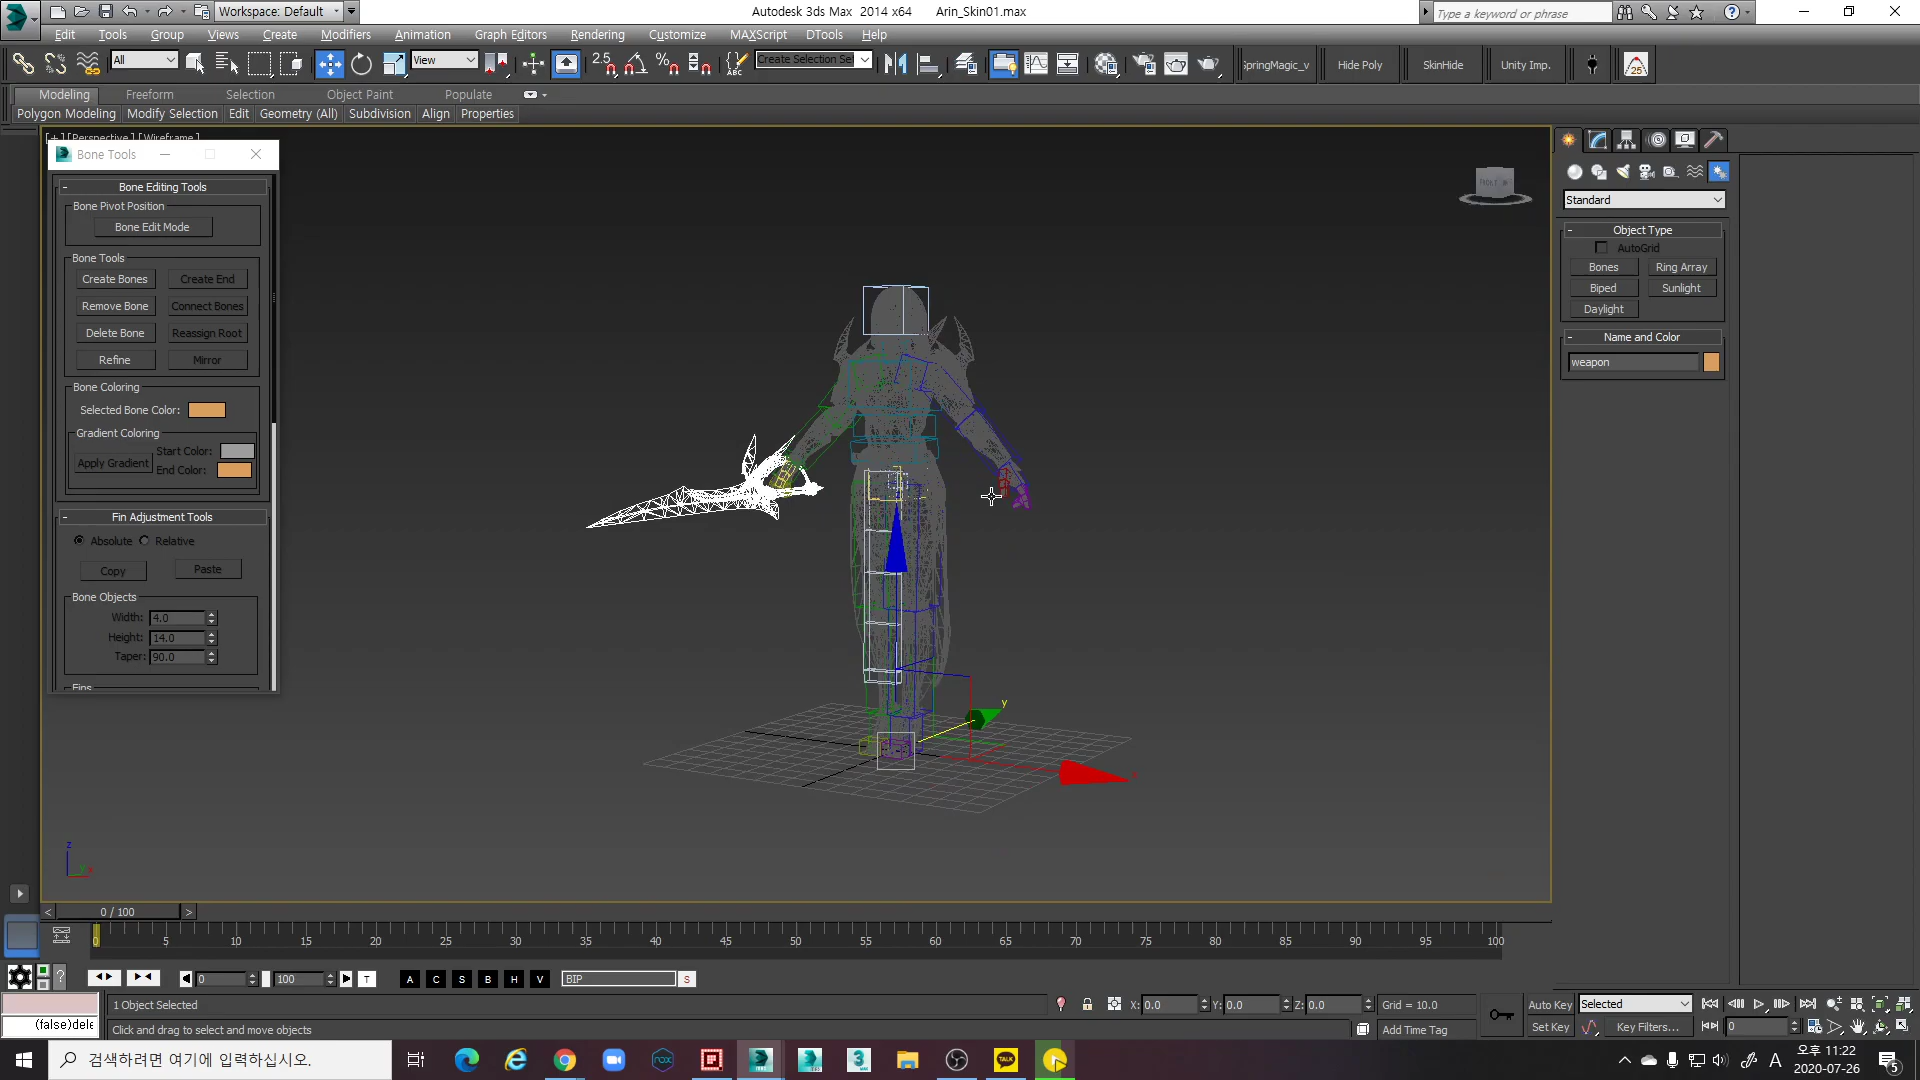 Workspace: Default
Autodesk 3ds Max 2014 x64 Arin_Skin01.max
Type a keyword or phrase
Edit Tools Group Views Create Modifiers Animation Graph Editors Rendering Customize MAXScript DTools Help
All
View
2.5
Create Selection Set
SpringMagic_v
Hide Poly
SkinHide
Unity Imp.
25
Modeling Freeform Selection Object Paint Populate
Polygon Modeling Modify Selection Edit Geometry (All) Subdivision Align Properties
[+] [Perspective] [Wireframe]
Bone Tools
- Bone Editing Tools
Bone Pivot Position
Bone Edit Mode
Bone Tools
Create Bones Create End
Remove Bone Connect Bones
Delete Bone Reassign Root
Refine Mirror
Bone Coloring
Selected Bone Color:
Gradient Coloring
Start Color:
Apply Gradient
End Color:
- Fin Adjustment Tools
Absolute Relative
Copy Paste
Bone Objects
Width: 4.0
Height: 14.0
Taper: 90.0
Fins
FRONT
y
x
z
Standard
- Object Type
AutoGrid
Bones Ring Array
Biped Sunlight
Daylight
- Name and Color
weapon
< 0 / 100 >
0 5 10 15 20 25 30 35 40 45 50 55 60 65 70 75 80 85 90 95 100
0 100 T A C S B H V BIP S
1 Object Selected X: 0.0 Y: 0.0 Z: 0.0 Grid = 10.0 Auto Key Selected
(false)dele Click and drag to select and move objects Add Time Tag Set Key Key Filters... 0
검색하려면 여기에 입력하십시오.
TALK
A
오후 11:22
2020-07-26
5